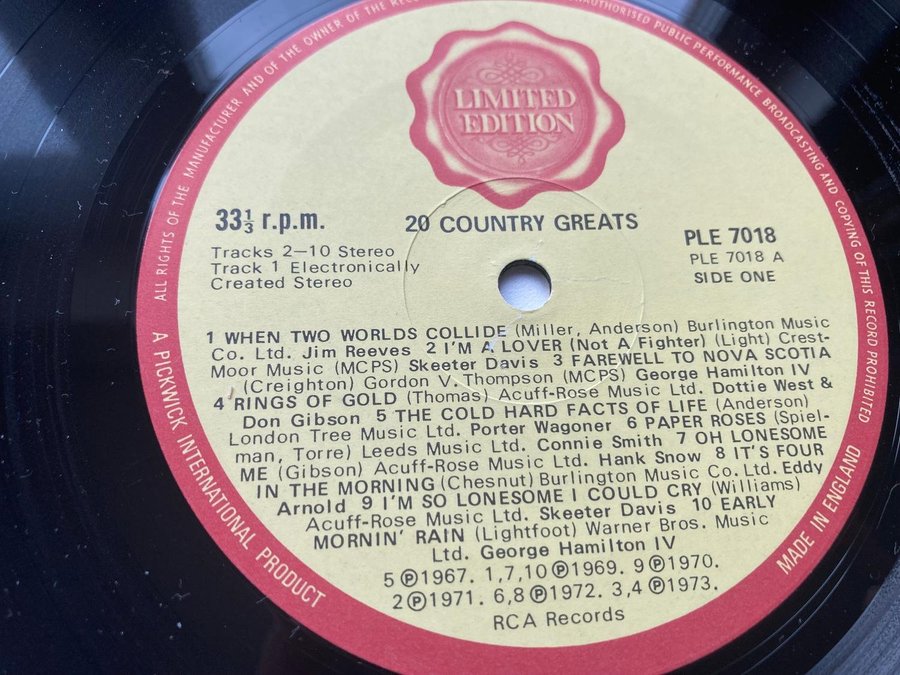 ALL RIGHTS OF THE MANUFACTURER AND OF THE OWNER OF THE
UNAUTHORISED PUBLIC PERFORMANCE BROADCASTING AND COPYING OF THIS RECORD PROHIBITED
LIMITED
EDITION
33⅓ r.p.m.
20 COUNTRY GREATS
PLE 7018
Tracks 2–10 Stereo
PLE 7018 A
Track 1 Electronically
SIDE ONE
Created Stereo
1 WHEN TWO WORLDS COLLIDE (Miller, Anderson) Burlington Music
Co. Ltd. Jim Reeves 2 I'M A LOVER (Not A Fighter) (Light) Crest-
Moor Music (MCPS) Skeeter Davis 3 FAREWELL TO NOVA SCOTIA
(Creighton) Gordon V. Thompson (MCPS) George Hamilton IV
4 RINGS OF GOLD (Thomas) Acuff-Rose Music Ltd. Dottie West &
Don Gibson 5 THE COLD HARD FACTS OF LIFE (Anderson)
London Tree Music Ltd. Porter Wagoner 6 PAPER ROSES (Spiel-
man, Torre) Leeds Music Ltd. Connie Smith 7 OH LONESOME
ME (Gibson) Acuff-Rose Music Ltd. Hank Snow 8 IT'S FOUR
IN THE MORNING (Chesnut) Burlington Music Co. Ltd. Eddy
Arnold 9 I'M SO LONESOME I COULD CRY (Williams)
Acuff-Rose Music Ltd. Skeeter Davis 10 EARLY
MORNIN' RAIN (Lightfoot) Warner Bros. Music
Ltd. George Hamilton IV
5 ℗1967. 1,7,10 ℗1969. 9 ℗1970.
2 ℗1971. 6,8 ℗1972. 3,4 ℗1973.
RCA Records
A PICKWICK INTERNATIONAL PRODUCT
MADE IN ENGLAND